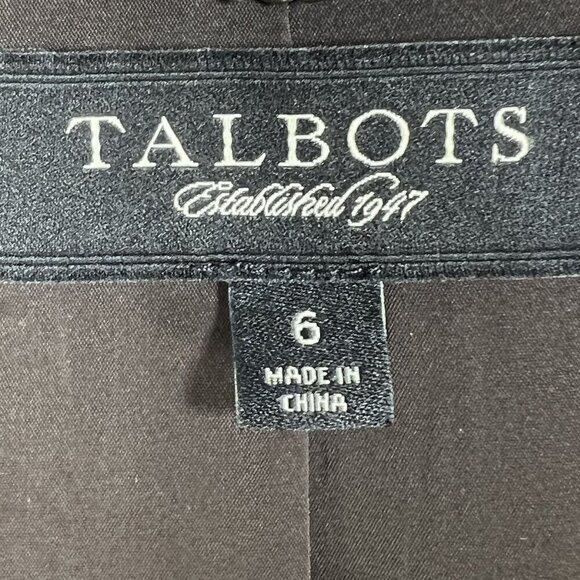 TALBOTS
Established 1947
6
MADE IN
CHINA